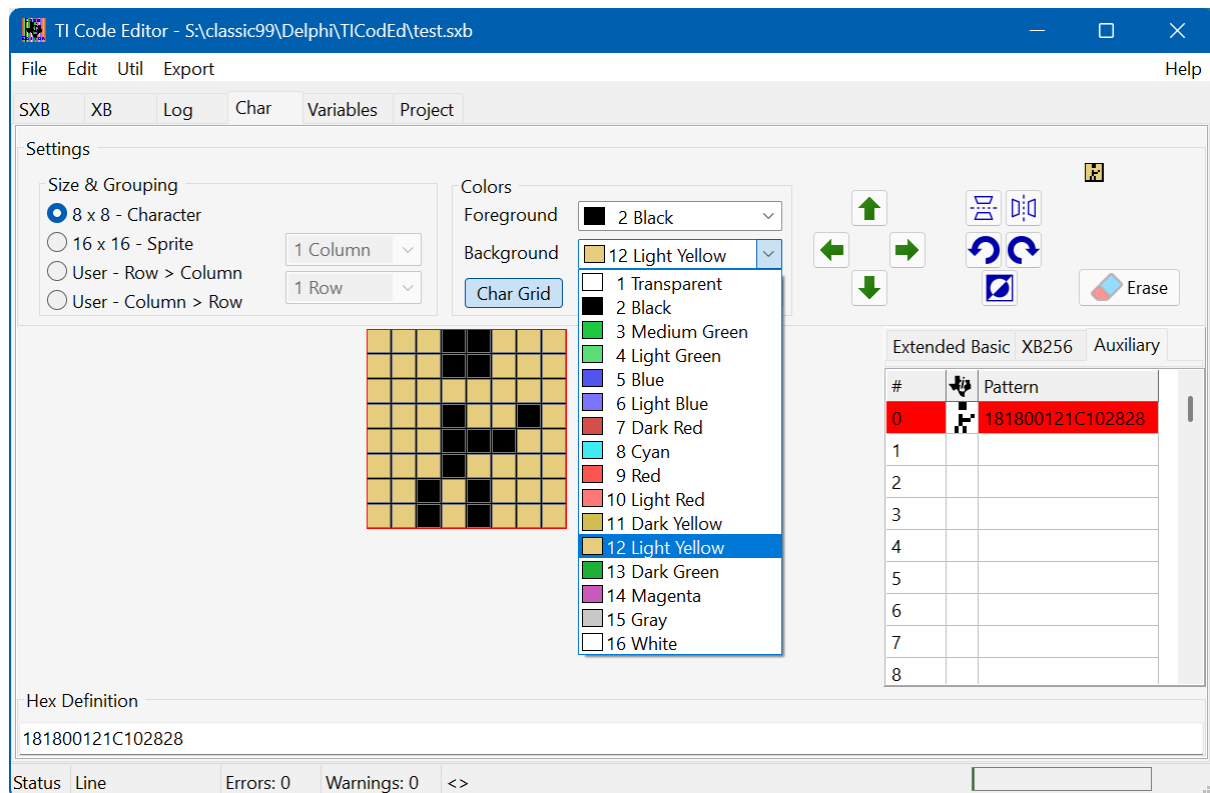 TI Code Editor - S:\classic99\Delphi\TICodEd\test.sxb
File Edit Util Export Help
SXB XB Log Char Variables Project
Settings
Size & Grouping
8 x 8 - Character
16 x 16 - Sprite
User - Row > Column
User - Column > Row
1 Column
1 Row
Colors
Foreground
2 Black
Background
12 Light Yellow
Char Grid
1 Transparent
2 Black
3 Medium Green
4 Light Green
5 Blue
6 Light Blue
7 Dark Red
8 Cyan
9 Red
10 Light Red
11 Dark Yellow
12 Light Yellow
13 Dark Green
14 Magenta
15 Gray
16 White
Erase
Extended Basic XB256 Auxiliary
# Pattern
0 181800121C102828
1
2
3
4
5
6
7
8
Hex Definition
181800121C102828
Status Line Errors: 0 Warnings: 0 <>